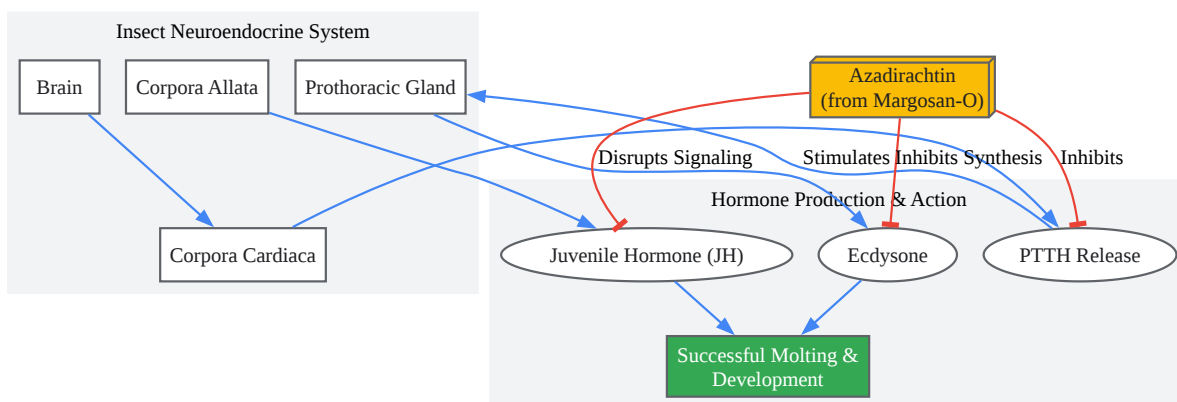 Insect Neuroendocrine System
Brain
Corpora Allata
Prothoracic Gland
Azadirachtin
(from Margosan-O)
Disrupts Signaling
Stimulates
Inhibits Synthesis
Inhibits
Hormone Production & Action
Corpora Cardiaca
Juvenile Hormone (JH)
Ecdysone
PTTH Release
Successful Molting &
Development